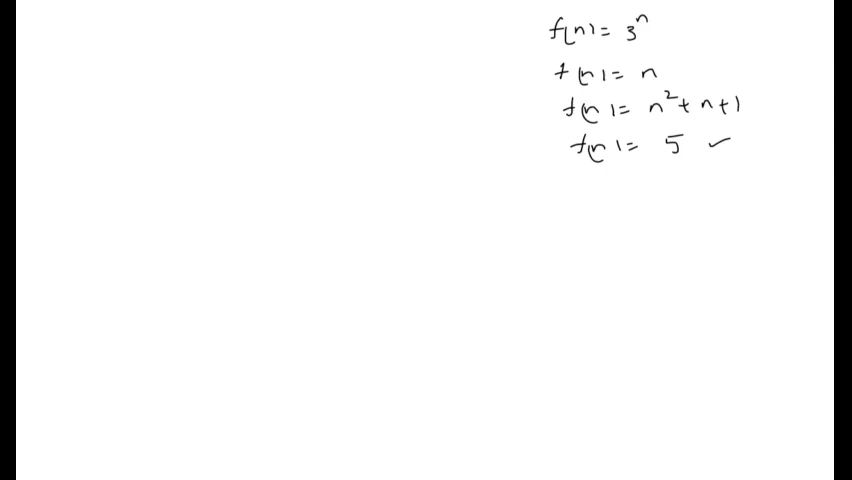 f(n) = 3^n
f(n) = n
f(n) = n^2 + n + 1
f(n) = 5 ✓